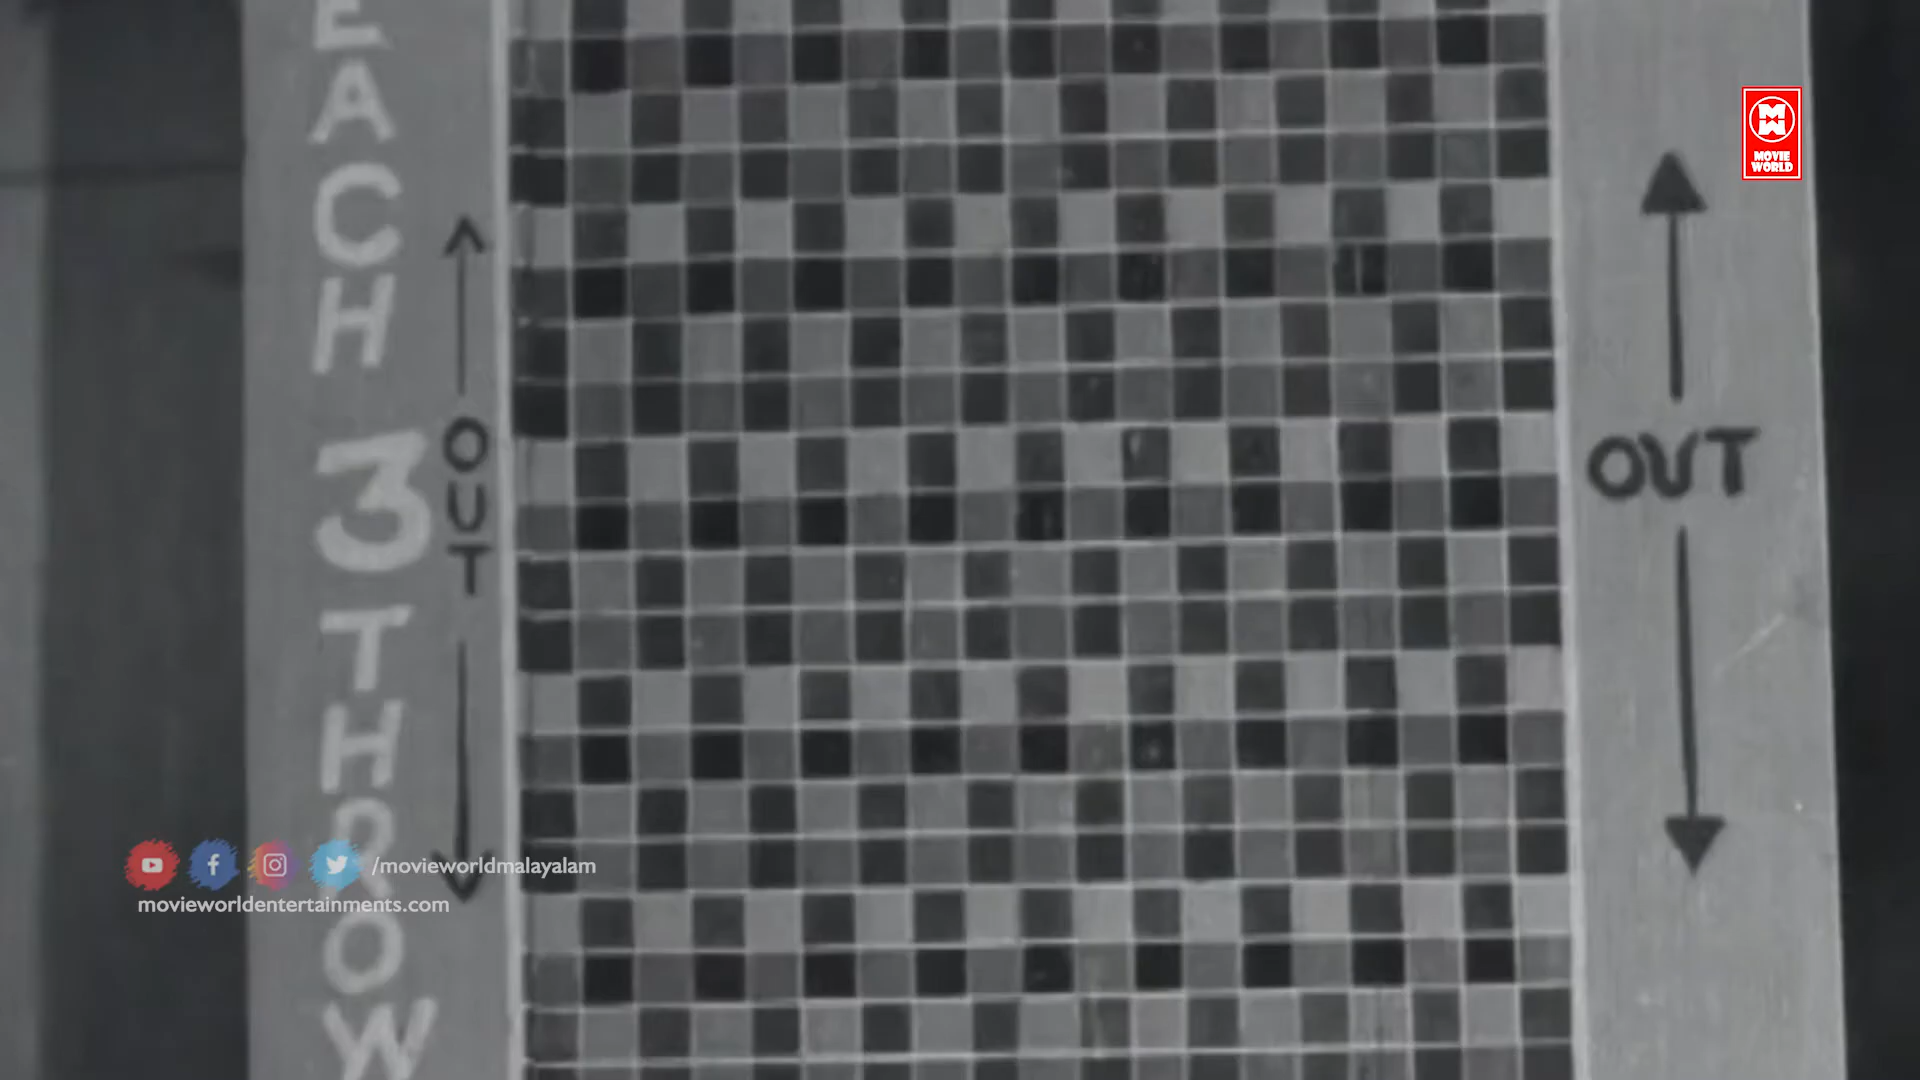 EACH 3 THROW
OUT
OUT
MOVIE
WORLD
/movieworldmalayalam
movieworldentertainments.com